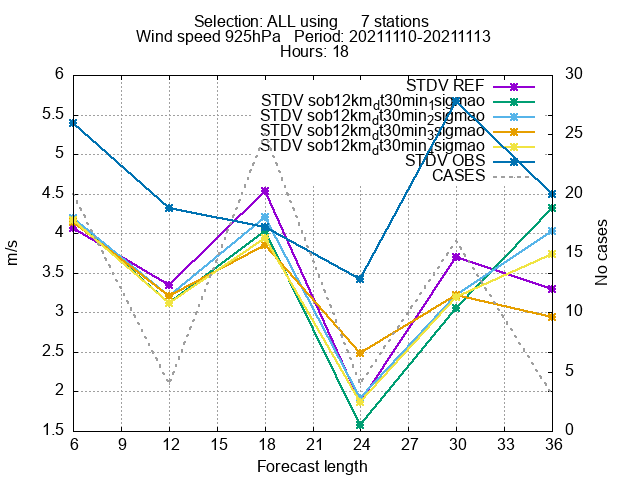 Selection: ALL using 7 stations
Wind speed 925hPa Period: 20211110-20211113
Hours: 18
STDV REF
STDV sob12km_dt30min_1sigmao
STDV sob12km_dt30min_2sigmao
STDV sob12km_dt30min_3sigmao
STDV sob12km_dt30min_4sigmao
STDV OBS
CASES
6
5.5
5
4.5
4
3.5
3
2.5
2
1.5
m/s
30
25
20
15
10
5
0
No cases
6 9 12 15 18 21 24 27 30 33 36
Forecast length